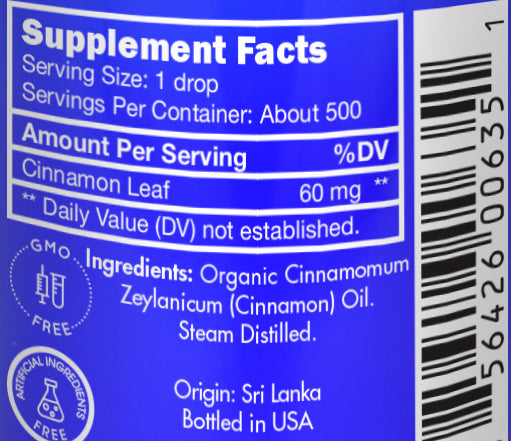 Supplement Facts
Serving Size: 1 drop
Servings Per Container: About 500
Amount Per Serving %DV
Cinnamon Leaf 60 mg **
** Daily Value (DV) not established.
GMO
FREE
Ingredients: Organic Cinnamomum
Zeylanicum (Cinnamon) Oil.
Steam Distilled.
ARTIFICIAL INGREDIENTS
FREE
Origin: Sri Lanka
Bottled in USA
56426 00635 1